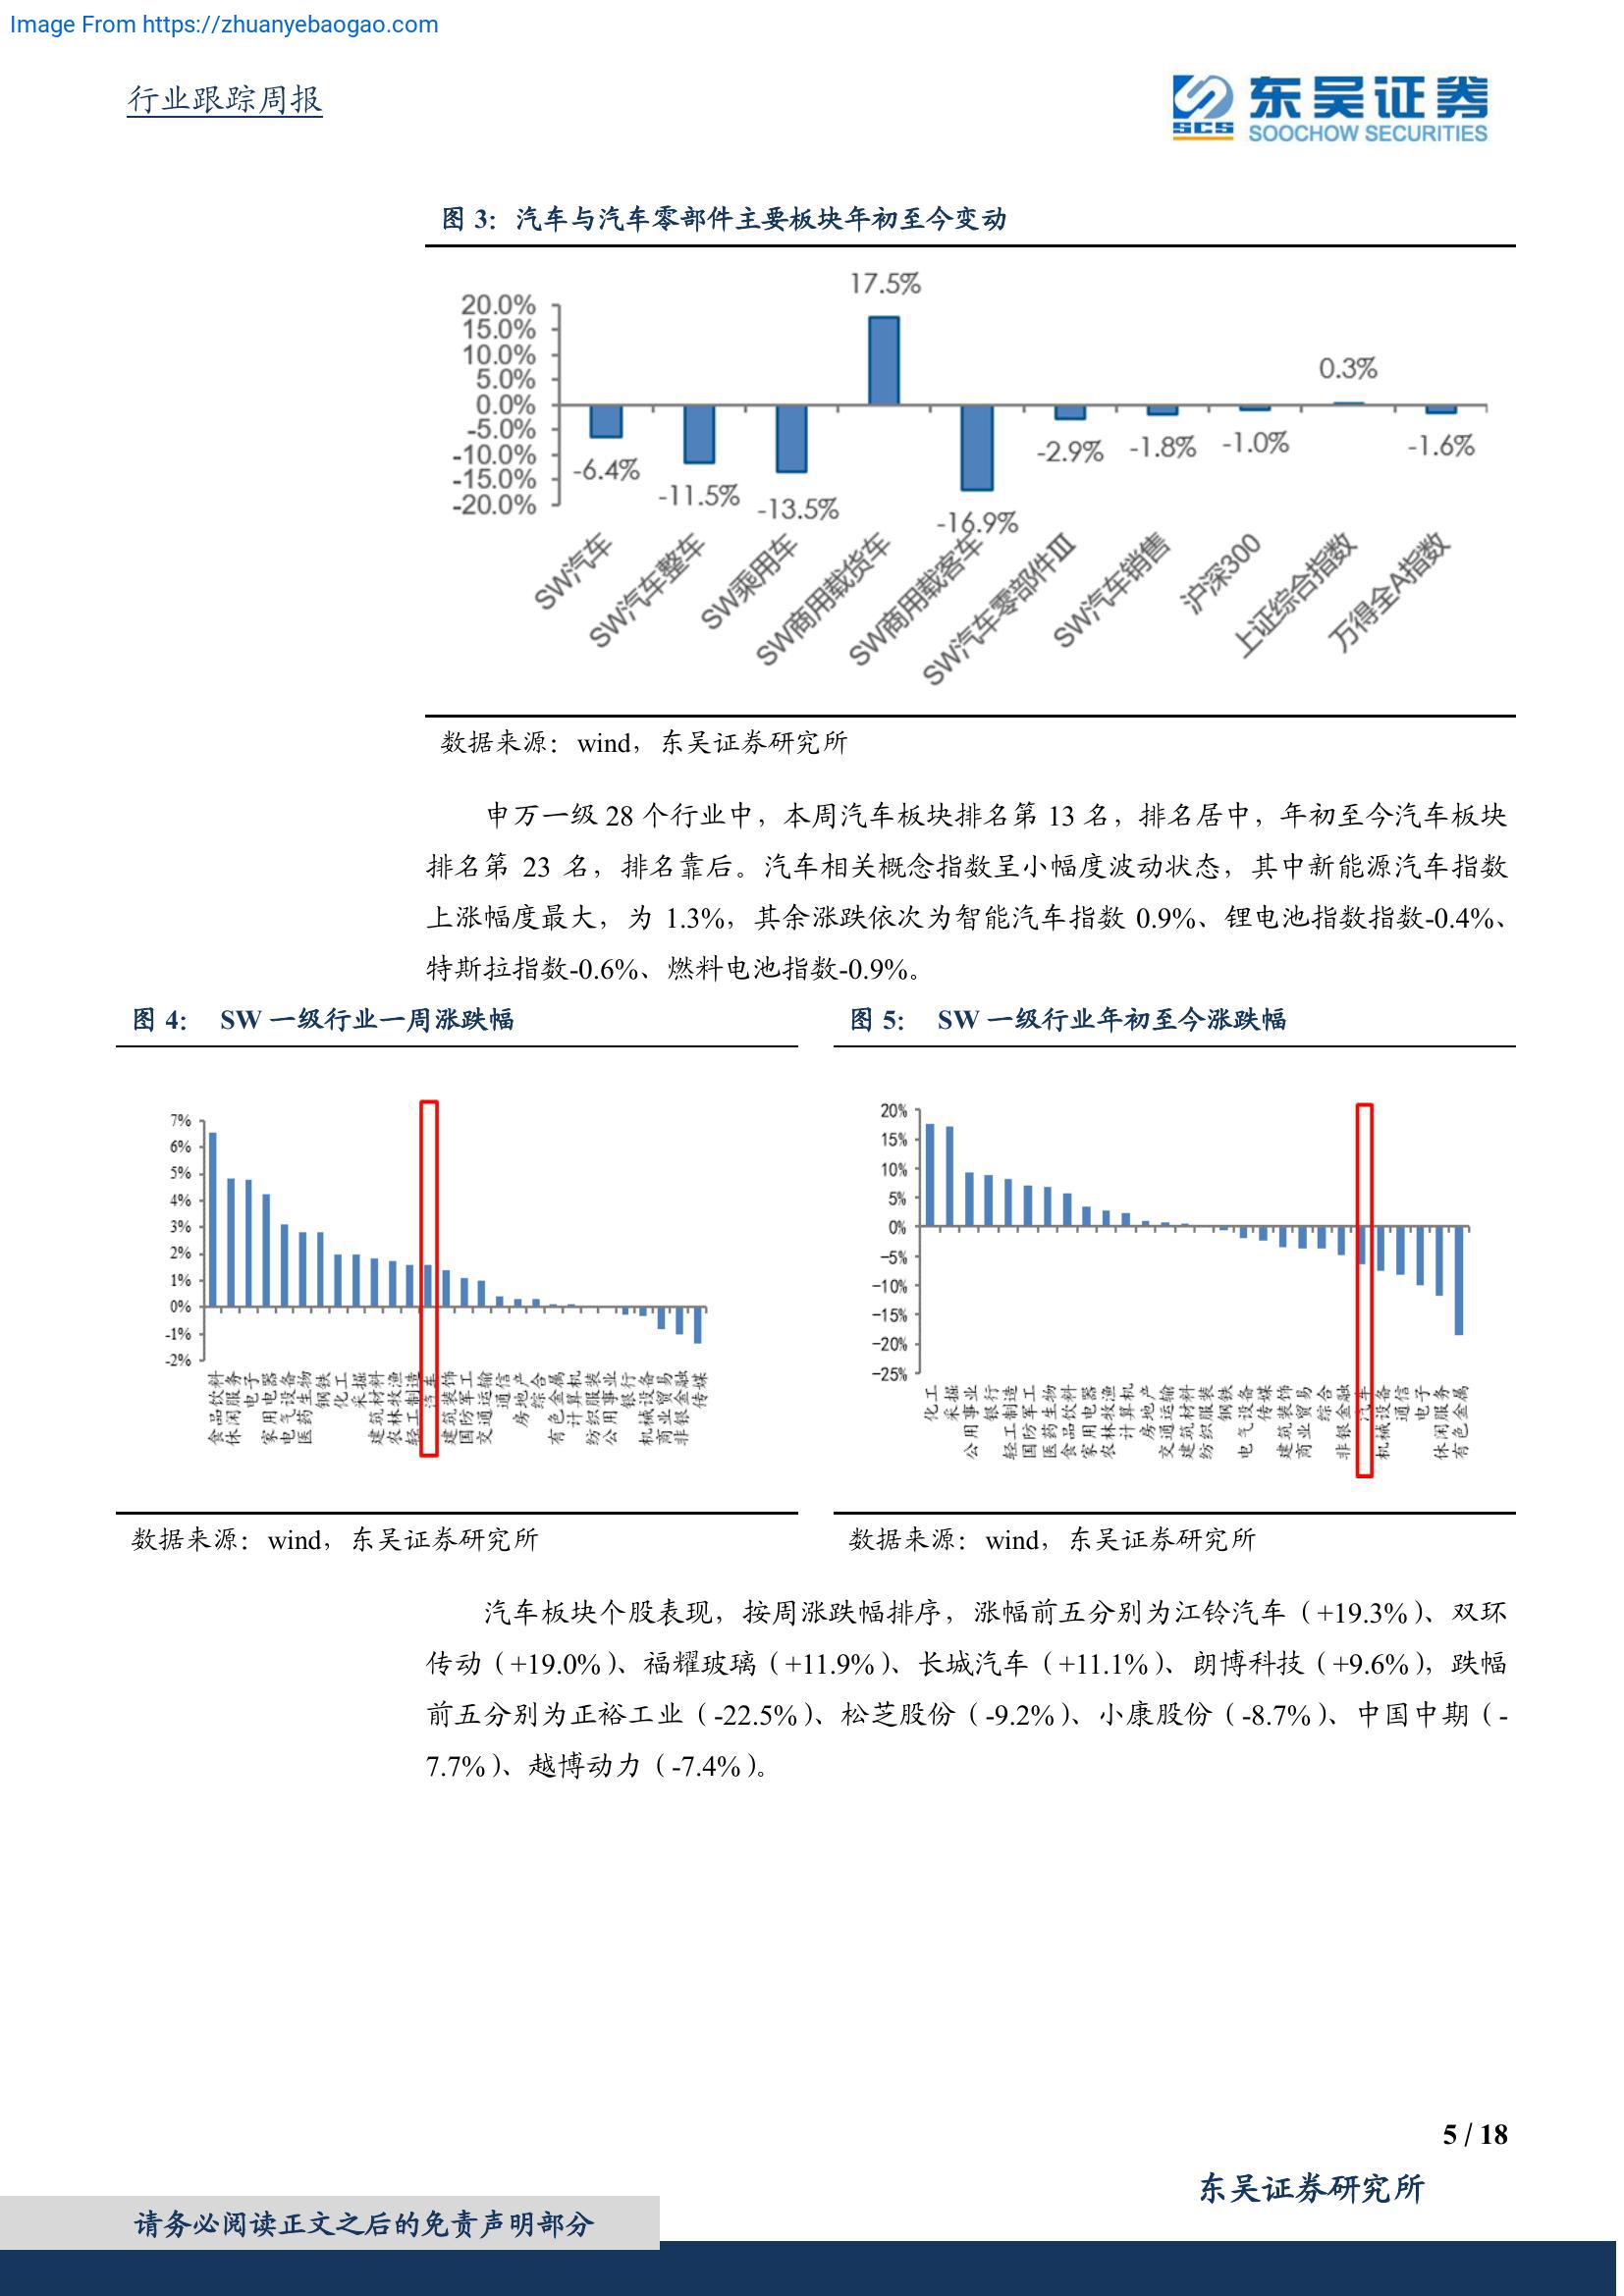 Image From https://zhuanyebaogao.com
行业跟踪周报
东吴证券
SCS
SOOCHOW SECURITIES
图 3: 汽车与汽车零部件主要板块年初至今变动
17.5%
20.0%
15.0%
10.0%
5.0%
0.0%
-5.0%
-10.0%
-15.0%
-20.0%
0.3%
-6.4%
-11.5%
-13.5%
-16.9%
-2.9%
-1.8%
-1.0%
-1.6%
SW汽车
SW汽车整车
SW乘用车
SW商用载货车
SW商用载客车
SW汽车零部件III
SW汽车销售
沪深300
上证综合指数
万得全A指数
数据来源：wind，东吴证券研究所
申万一级 28 个行业中，本周汽车板块排名第 13 名，排名居中，年初至今汽车板块
排名第 23 名，排名靠后。汽车相关概念指数呈小幅度波动状态，其中新能源汽车指数
上涨幅度最大，为 1.3%，其余涨跌依次为智能汽车指数 0.9%、锂电池指数指数-0.4%、
特斯拉指数-0.6%、燃料电池指数-0.9%。
图 4: SW 一级行业一周涨跌幅
7%
6%
5%
4%
3%
2%
1%
0%
-1%
-2%
食品饮料
休闲服务
电子
家用电器
电气设备
医药生物
钢铁
化工
采掘
建筑材料
农林牧渔
轻工制造
汽车
建筑装饰
国防军工
交通运输
通信
房地产
综合
有色金属
计算机
纺织服装
公用事业
银行
机械设备
商业贸易
非银金融
传媒
数据来源：wind，东吴证券研究所
图 5: SW 一级行业年初至今涨跌幅
20%
15%
10%
5%
0%
-5%
-10%
-15%
-20%
-25%
化工
采掘
公用事业
银行
轻工制造
国防军工
医药生物
食品饮料
家用电器
农林牧渔
计算机
房地产
交通运输
建筑材料
纺织服装
钢铁
电气设备
传媒
建筑装饰
商业贸易
综合
非银金融
汽车
机械设备
通信
电子
休闲服务
有色金属
数据来源：wind，东吴证券研究所
汽车板块个股表现，按周涨跌幅排序，涨幅前五分别为江铃汽车（+19.3%）、双环
传动（+19.0%）、福耀玻璃（+11.9%）、长城汽车（+11.1%）、朗博科技（+9.6%），跌幅
前五分别为正裕工业（-22.5%）、松芝股份（-9.2%）、小康股份（-8.7%）、中国中期（-
7.7%）、越博动力（-7.4%）。
5 / 18
东吴证券研究所
请务必阅读正文之后的免责声明部分